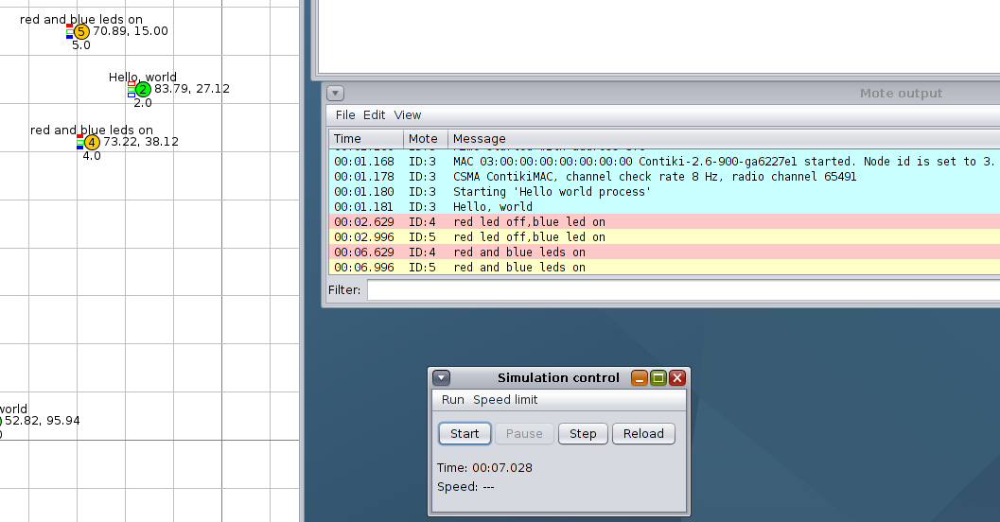 red and blue leds on
5 70.89, 15.00
5.0
Hello, world
2 83.79, 27.12
2.0
red and blue leds on
4 73.22, 38.12
4.0
world
52.82, 95.94
Mote output
File Edit View
Time Mote Message
00:01.168 ID:3 MAC 03:00:00:00:00:00:00:00 Contiki-2.6-900-ga6227e1 started. Node id is set to 3.
00:01.178 ID:3 CSMA ContikiMAC, channel check rate 8 Hz, radio channel 65491
00:01.180 ID:3 Starting 'Hello world process'
00:01.181 ID:3 Hello, world
00:02.629 ID:4 red led off,blue led on
00:02.996 ID:5 red led off,blue led on
00:06.629 ID:4 red and blue leds on
00:06.996 ID:5 red and blue leds on
Filter:
Simulation control
Run Speed limit
Start Pause Step Reload
Time: 00:07.028
Speed: ---